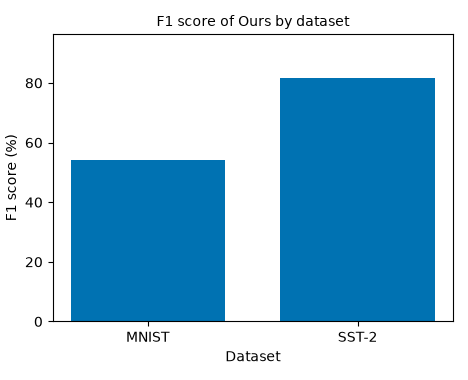 F1 score of Ours by dataset
F1 score (%)
80
60
40
20
0
MNIST SST-2
Dataset